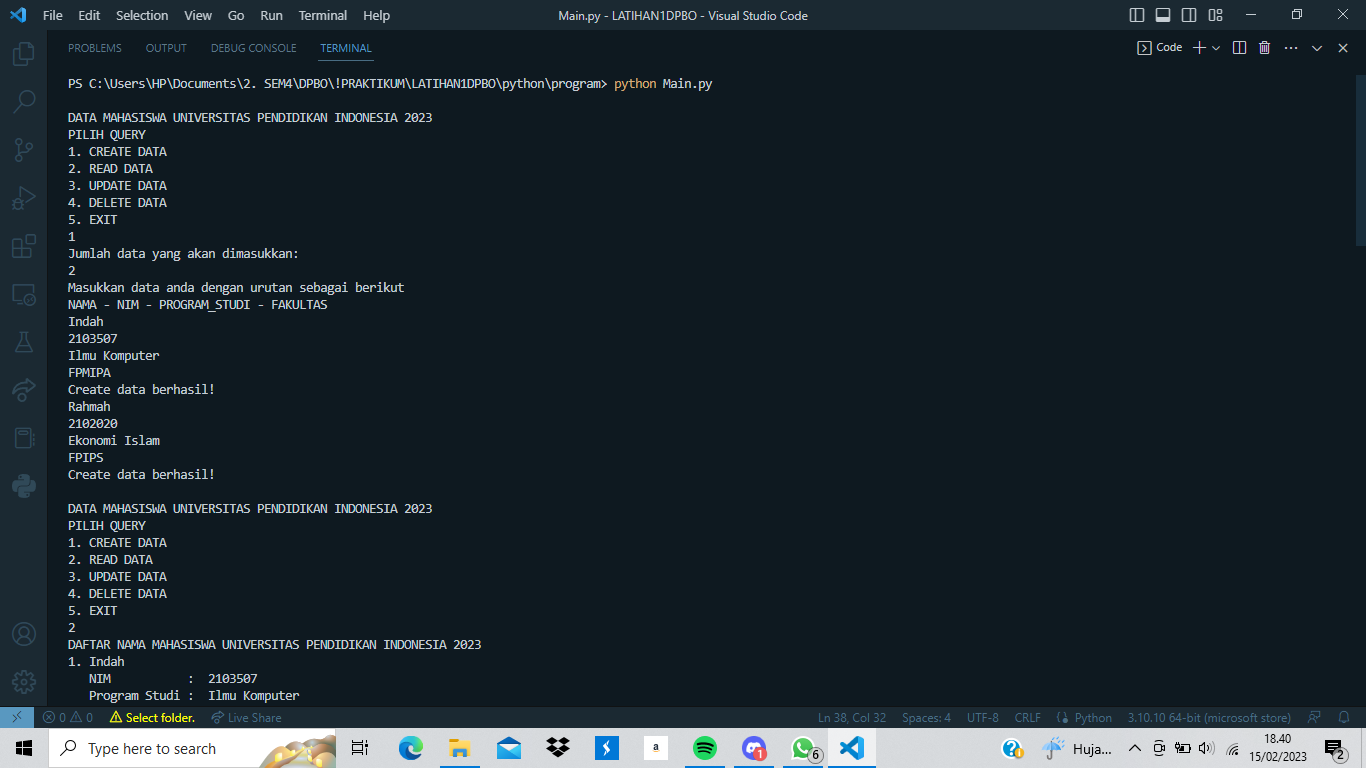 File Edit Selection View Go Run Terminal Help Main.py - LATIHAN1DPBO - Visual Studio Code
PROBLEMS OUTPUT DEBUG CONSOLE TERMINAL Code
PS C:\Users\HP\Documents\2. SEM4\DPBO\!PRAKTIKUM\LATIHAN1DPBO\python\program> python Main.py
DATA MAHASISWA UNIVERSITAS PENDIDIKAN INDONESIA 2023
PILIH QUERY
1. CREATE DATA
2. READ DATA
3. UPDATE DATA
4. DELETE DATA
5. EXIT
1
Jumlah data yang akan dimasukkan:
2
Masukkan data anda dengan urutan sebagai berikut
NAMA - NIM - PROGRAM_STUDI - FAKULTAS
Indah
2103507
Ilmu Komputer
FPMIPA
Create data berhasil!
Rahmah
2102020
Ekonomi Islam
FPIPS
Create data berhasil!
DATA MAHASISWA UNIVERSITAS PENDIDIKAN INDONESIA 2023
PILIH QUERY
1. CREATE DATA
2. READ DATA
3. UPDATE DATA
4. DELETE DATA
5. EXIT
2
DAFTAR NAMA MAHASISWA UNIVERSITAS PENDIDIKAN INDONESIA 2023
1. Indah
NIM : 2103507
Program Studi : Ilmu Komputer
0 0 Select folder. Live Share Ln 38, Col 32 Spaces: 4 UTF-8 CRLF Python 3.10.10 64-bit (microsoft store)
Type here to search a 1 6 Huja... 18.40
15/02/2023 2